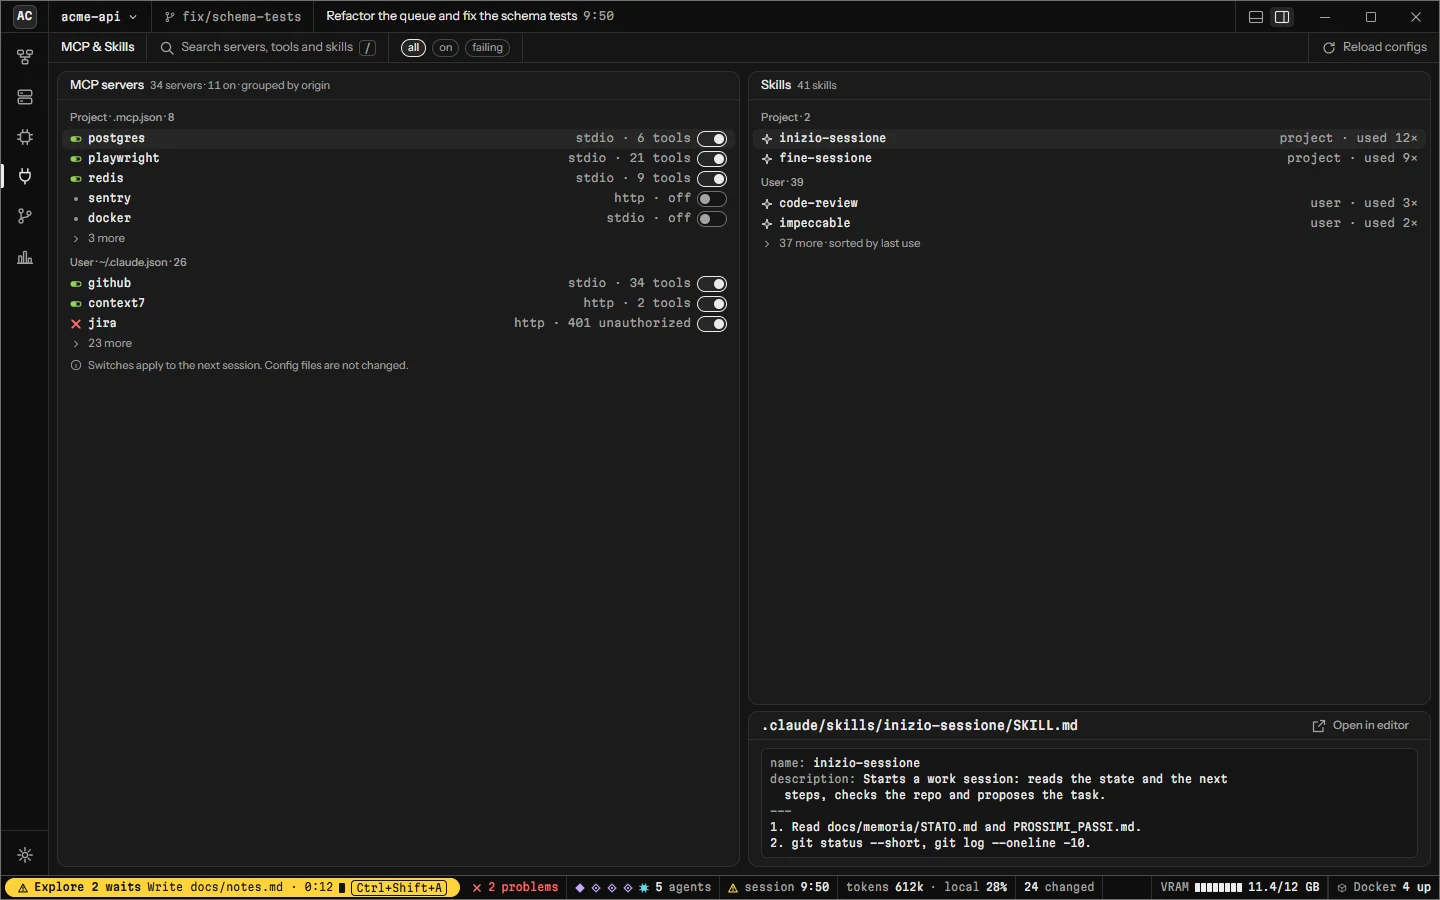 AC acme-api fix/schema-tests Refactor the queue and fix the schema tests 9:50
MCP & Skills Search servers, tools and skills / all on failing Reload configs
MCP servers 34 servers · 11 on · grouped by origin
Project · .mcp.json · 8
postgres stdio · 6 tools
playwright stdio · 21 tools
redis stdio · 9 tools
sentry http · off
docker stdio · off
3 more
User · ~/.claude.json · 26
github stdio · 34 tools
context7 http · 2 tools
jira http · 401 unauthorized
23 more
Switches apply to the next session. Config files are not changed.
Skills 41 skills
Project · 2
inizio-sessione project · used 12×
fine-sessione project · used 9×
User · 39
code-review user · used 3×
impeccable user · used 2×
37 more · sorted by last use
.claude/skills/inizio-sessione/SKILL.md Open in editor
name: inizio-sessione
description: Starts a work session: reads the state and the next
steps, checks the repo and proposes the task.
---
1. Read docs/memoria/STATO.md and PROSSIMI_PASSI.md.
2. git status --short, git log --oneline -10.
Explore 2 waits Write docs/notes.md · 0:12 Ctrl+Shift+A 2 problems 5 agents session 9:50 tokens 612k · local 28% 24 changed VRAM 11.4/12 GB Docker 4 up